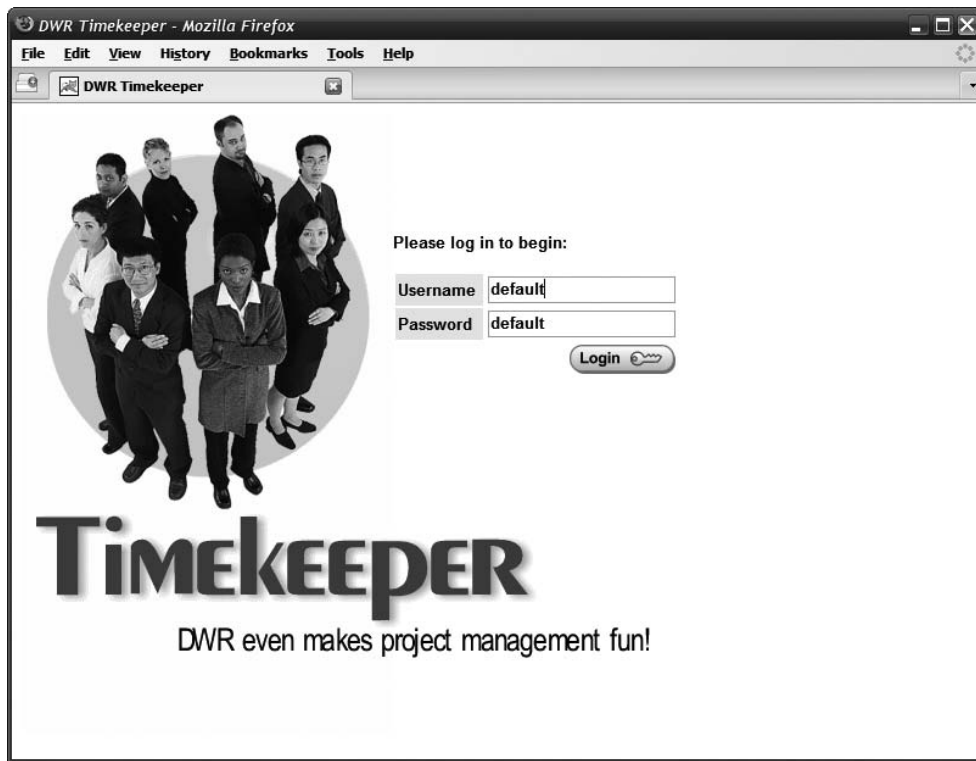 DWR Timekeeper - Mozilla Firefox
File Edit View History Bookmarks Tools Help
DWR Timekeeper
Please log in to begin:
Username default
Password default
Login
TIMEKEEPER
DWR even makes project management fun!